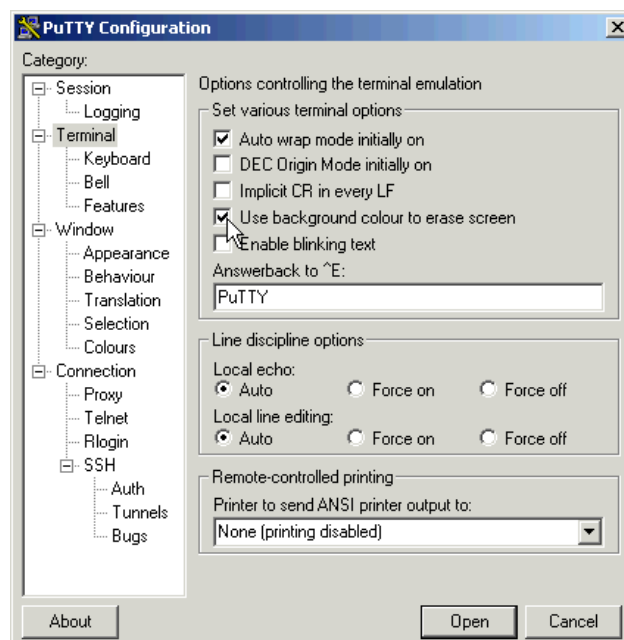 PuTTY Configuration
Category:
Session
Logging
Terminal
Keyboard
Bell
Features
Window
Appearance
Behaviour
Translation
Selection
Colours
Connection
Proxy
Telnet
Rlogin
SSH
Auth
Tunnels
Bugs
Options controlling the terminal emulation
Set various terminal options
Auto wrap mode initially on
DEC Origin Mode initially on
Implicit CR in every LF
Use background colour to erase screen
Enable blinking text
Answerback to ^E:
PuTTY
Line discipline options
Local echo:
Auto Force on Force off
Local line editing:
Auto Force on Force off
Remote-controlled printing
Printer to send ANSI printer output to:
None (printing disabled)
About Open Cancel